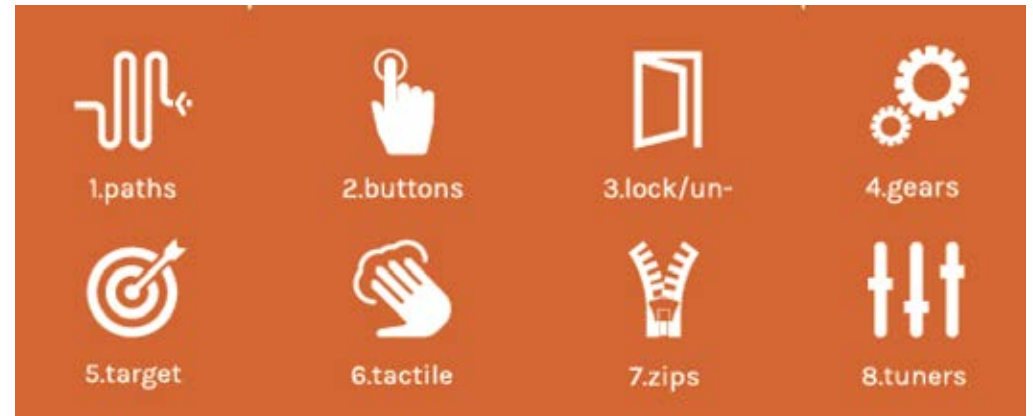 1.paths
2.buttons
3.lock/un-
4.gears
5.target
6.tactile
7.zips
8.tuners